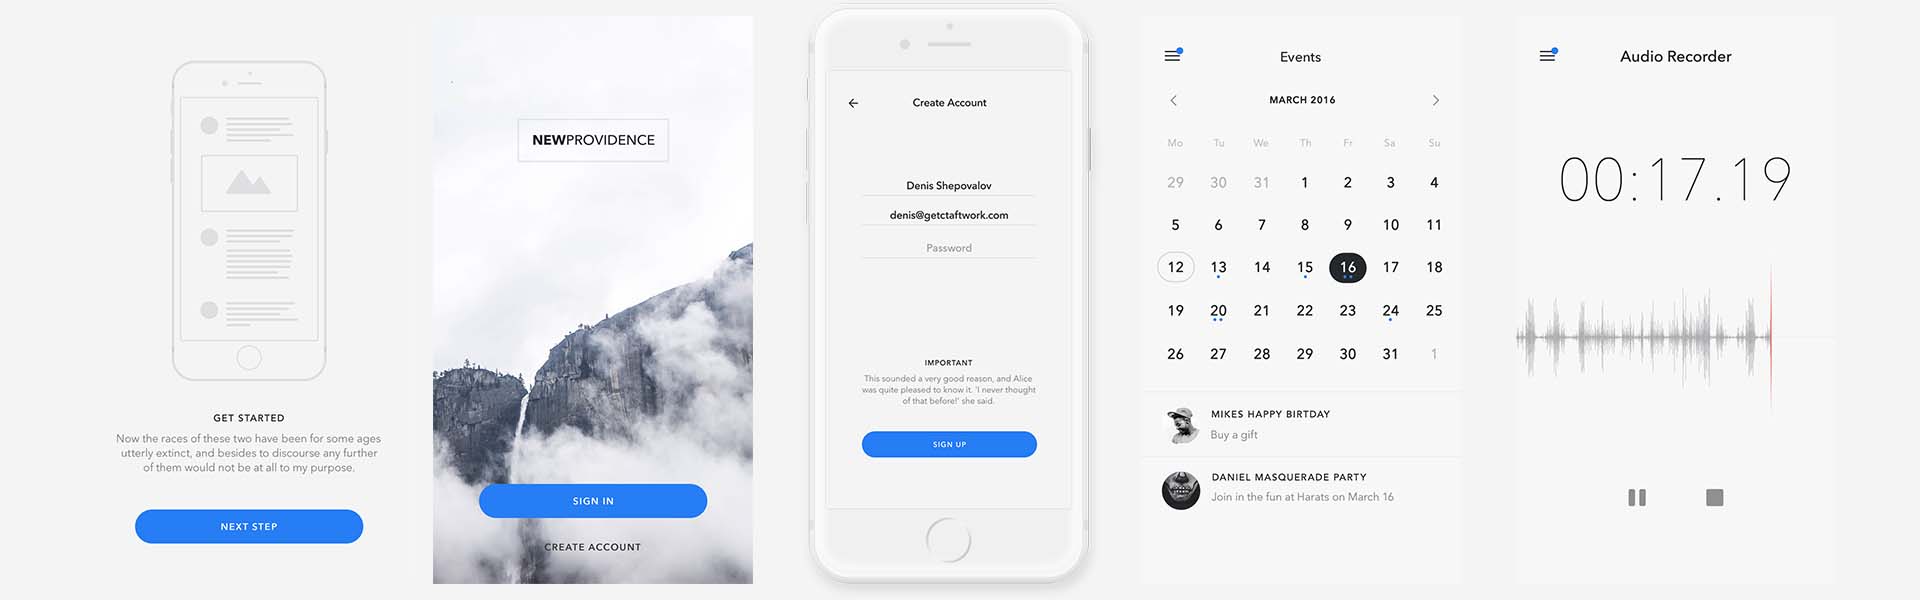 GET STARTED
Now the races of these two have been for some ages
utterly extinct, and besides to discourse any further
of them would not be at all to my purpose.
NEXT STEP
NEWPROVIDENCE
SIGN IN
CREATE ACCOUNT
Create Account
Denis Shepovalov
denis@getctaftwork.com
Password
IMPORTANT
This sounded a very good reason, and Alice
was quite pleased to know it. 'I never thought
of that before!' she said.
SIGN UP
Events
MARCH 2016
Mo Tu We Th Fr Sa Su
29 30 31 1 2 3 4
5 6 7 8 9 10 11
12 13 14 15 16 17 18
19 20 21 22 23 24 25
26 27 28 29 30 31 1
MIKES HAPPY BIRTDAY
Buy a gift
DANIEL MASQUERADE PARTY
Join in the fun at Harats on March 16
Audio Recorder
00:17.19